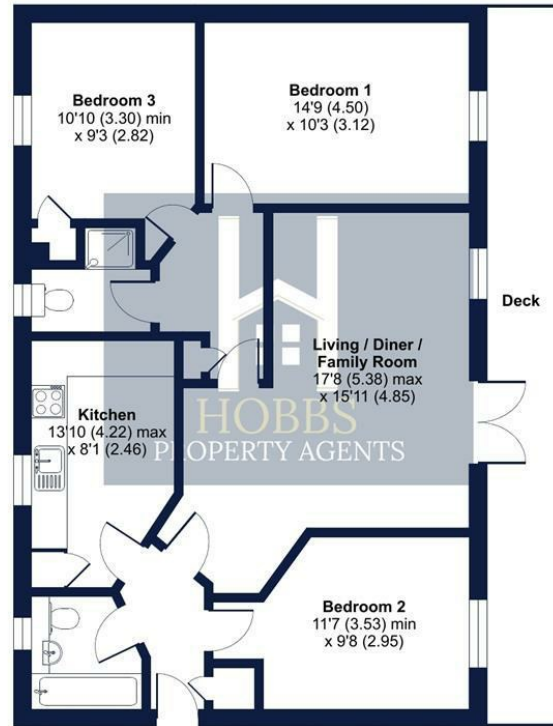 Bedroom 3
10'10 (3.30) min
x 9'3 (2.82)
Bedroom 1
14'9 (4.50)
x 10'3 (3.12)
Deck
Living / Diner /
Family Room
17'8 (5.38) max
x 15'11 (4.85)
Kitchen
13'10 (4.22) max
x 8'1 (2.46)
HOBBS
PROPERTY AGENTS
Bedroom 2
11'7 (3.53) min
x 9'8 (2.95)